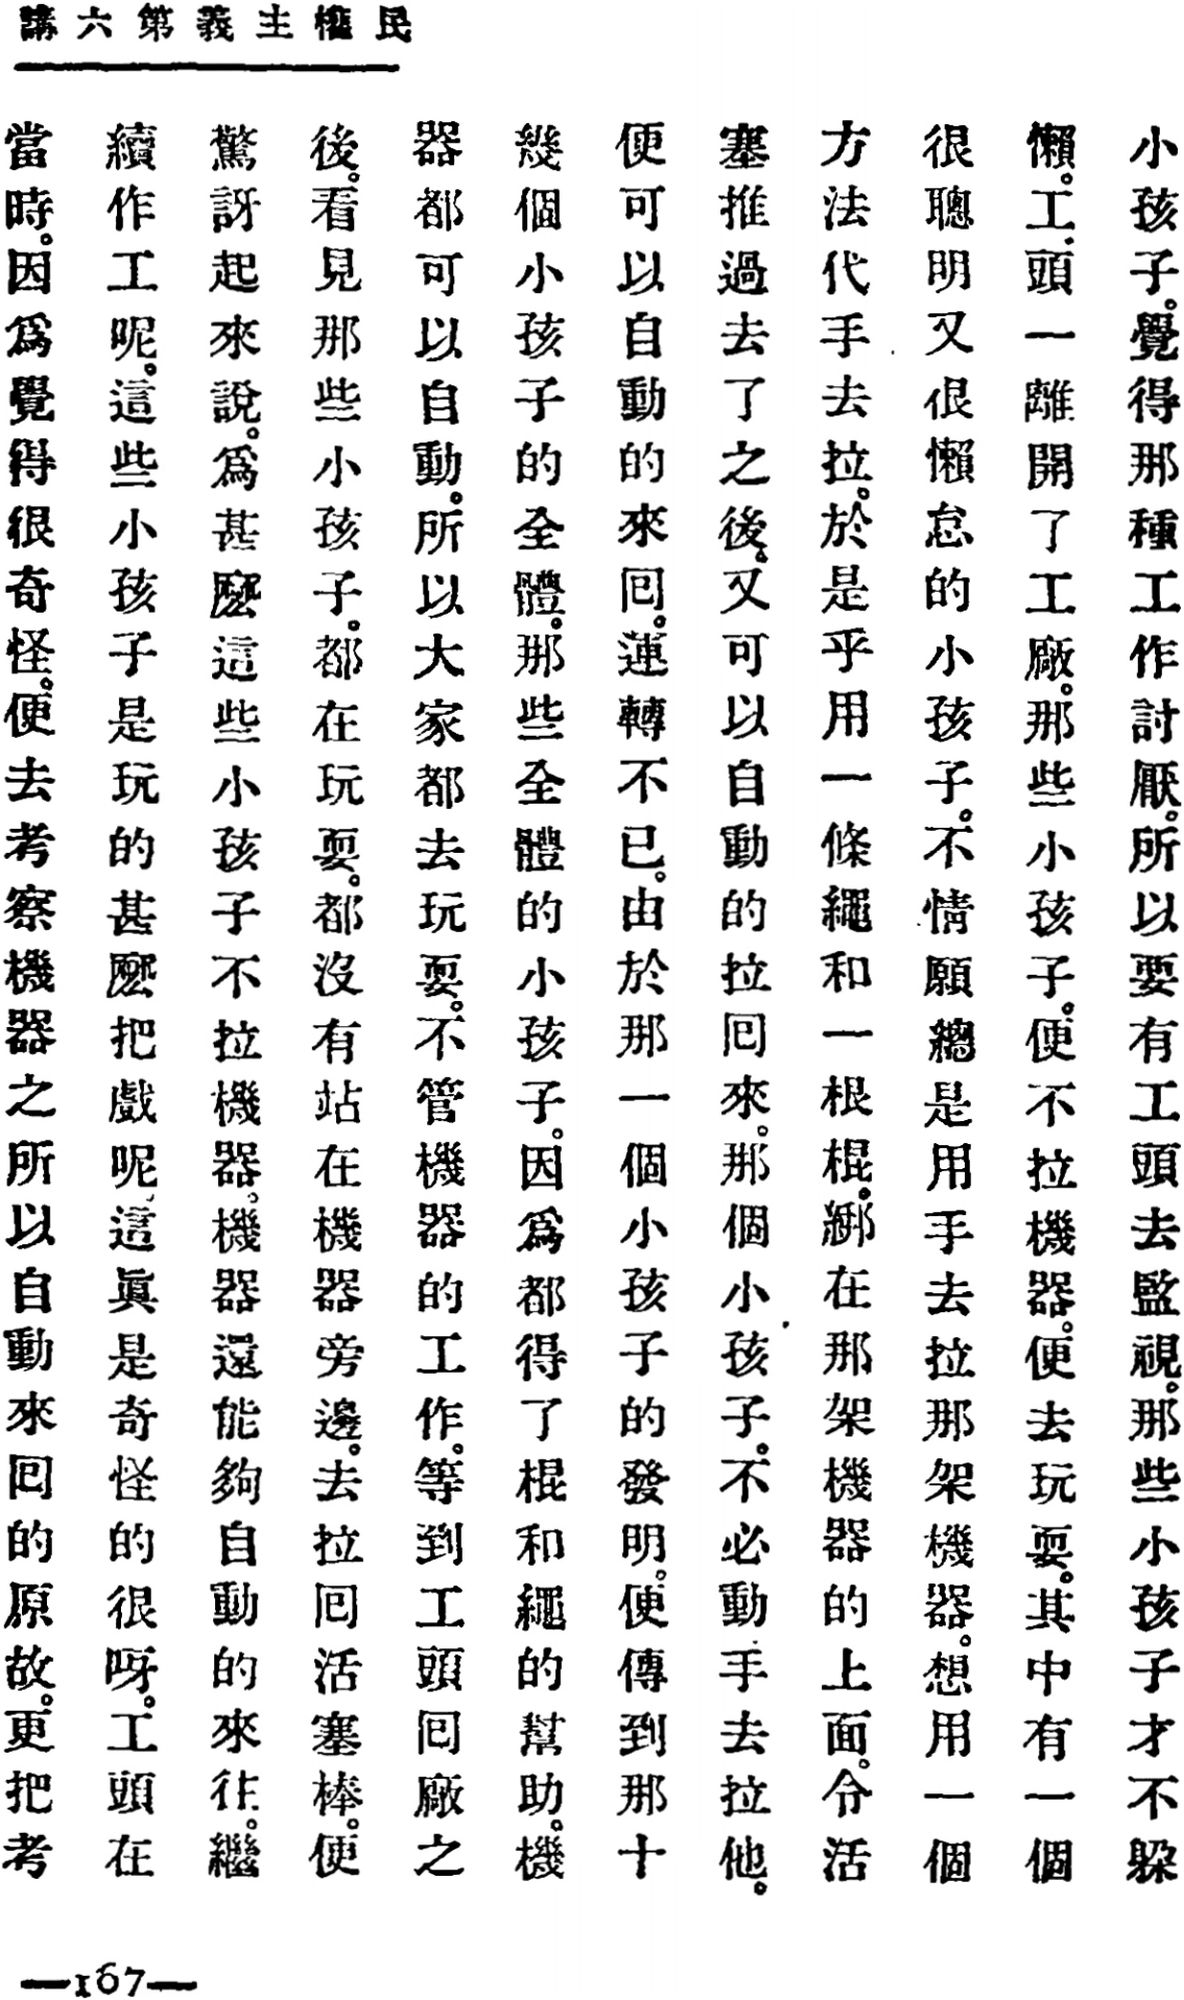 民權主義第六講
小孩子。覺得那種工作討厭。所以要有工頭去監視。那些小孩子才不躲
懶。工頭一離開了工廠。那些小孩子。便不拉機器。便去玩耍。其中有一個
很聰明又很懶怠的小孩子。不情願總是用手去拉那架機器。想用一個
方法代手去拉。於是乎用一條繩和一根棍。綁在那架機器的上面。令活
塞推過去了之後。又可以自動的拉回來。那個小孩子。不必動手去拉他。
便可以自動的來回。運轉不已。由於那一個小孩子的發明。便傳到那十
幾個小孩子的全體。那些全體的小孩子。因為都得了棍和繩的幫助。機
器都可以自動。所以大家都去玩耍。不管機器的工作。等到工頭回廠之
後。看見那些小孩子。都在玩耍。都沒有站在機器旁邊。去拉回活塞棒。便
驚訝起來說。為甚麼這些小孩子不拉機器。機器還能夠自動的來往。繼
續作工呢。這些小孩子是玩的甚麼把戲呢。這真是奇怪的很呀。工頭在
當時。因為覺得很奇怪。便去考察機器之所以自動來回的原故。更把考
—167—